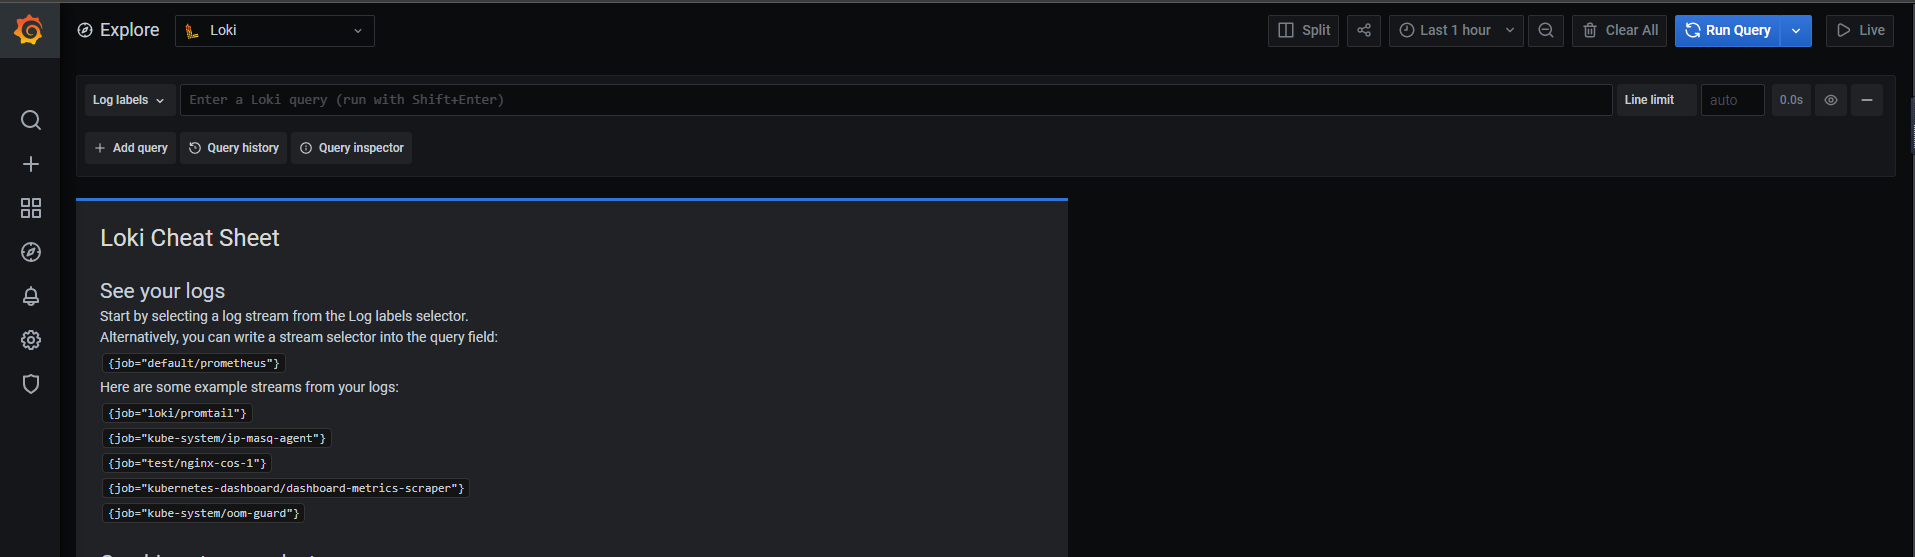 Explore
Loki
Split
Last 1 hour
Clear All
Run Query
Live
Log labels
Enter a Loki query (run with Shift+Enter)
Line limit
auto
0.0s
Add query
Query history
Query inspector
Loki Cheat Sheet
See your logs
Start by selecting a log stream from the Log labels selector.
Alternatively, you can write a stream selector into the query field:
{job="default/prometheus"}
Here are some example streams from your logs:
{job="loki/promtail"}
{job="kube-system/ip-masq-agent"}
{job="test/nginx-cos-1"}
{job="kubernetes-dashboard/dashboard-metrics-scraper"}
{job="kube-system/oom-guard"}